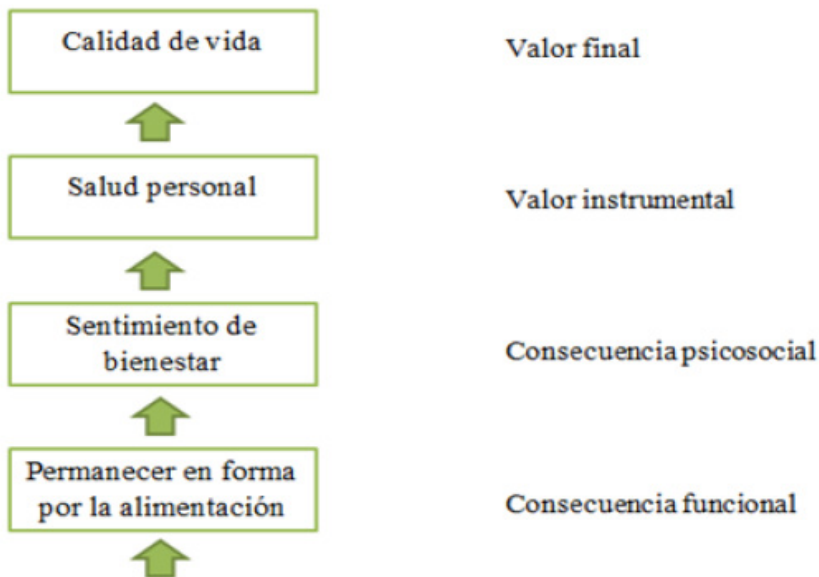 Calidad de vida
Valor final
Salud personal
Valor instrumental
Sentimiento de
bienestar
Consecuencia psicosocial
Permanecer en forma
por la alimentación
Consecuencia funcional